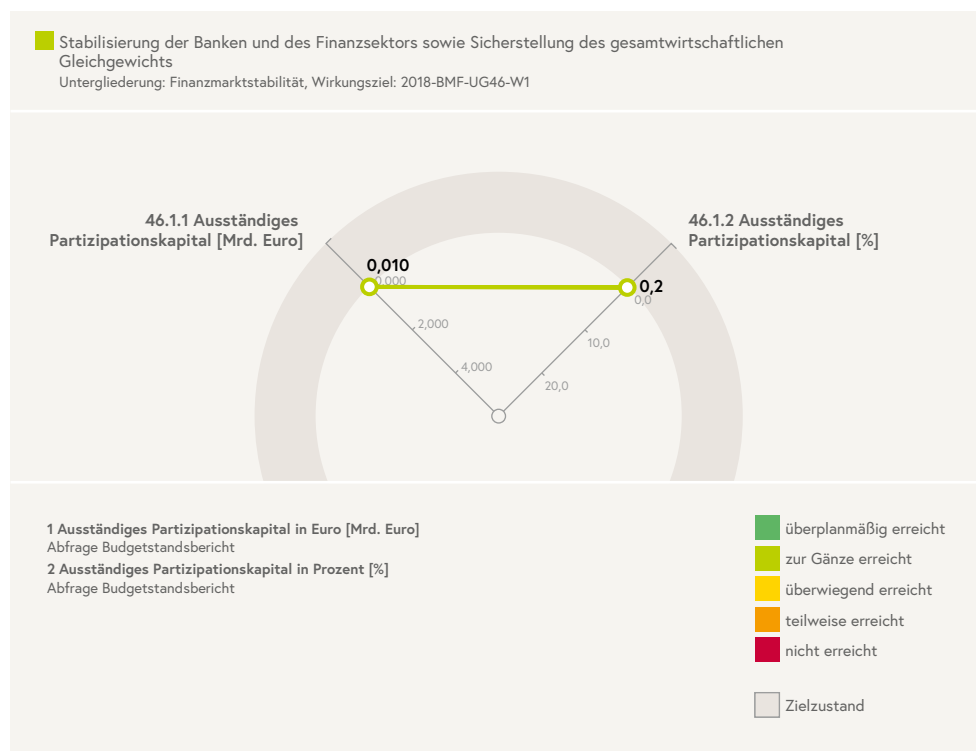 Stabilisierung der Banken und des Finanzsektors sowie Sicherstellung des gesamtwirtschaftlichen
Gleichgewichts
Untergliederung: Finanzmarktstabilität, Wirkungsziel: 2018-BMF-UG46-W1
46.1.1 Ausständiges
Partizipationskapital [Mrd. Euro]
46.1.2 Ausständiges
Partizipationskapital [%]
0,010
0,000
2,000
4,000
0,2
0,0
10,0
20,0
1 Ausständiges Partizipationskapital in Euro [Mrd. Euro]
Abfrage Budgetstandsbericht
2 Ausständiges Partizipationskapital in Prozent [%]
Abfrage Budgetstandsbericht
überplanmäßig erreicht
zur Gänze erreicht
überwiegend erreicht
teilweise erreicht
nicht erreicht
Zielzustand